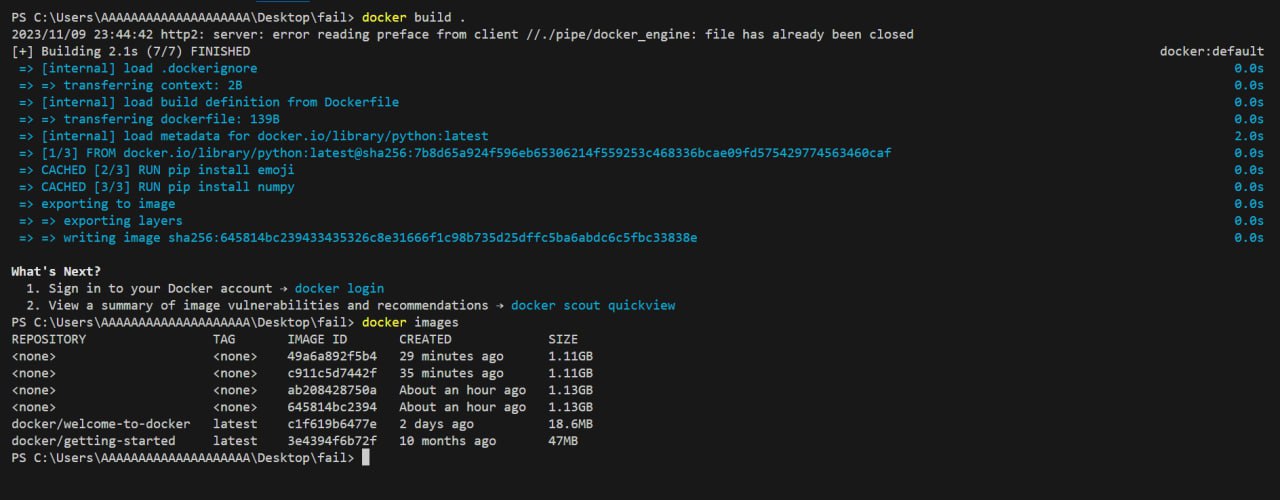 PS C:\Users\AAAAAAAAAAAAAAAAAAAA\Desktop\fail> docker build .
2023/11/09 23:44:42 http2: server: error reading preface from client //./pipe/docker_engine: file has already been closed
[+] Building 2.1s (7/7) FINISHED docker:default
=> [internal] load .dockerignore 0.0s
=> => transferring context: 2B 0.0s
=> [internal] load build definition from Dockerfile 0.0s
=> => transferring dockerfile: 139B 0.0s
=> [internal] load metadata for docker.io/library/python:latest 2.0s
=> [1/3] FROM docker.io/library/python:latest@sha256:7b8d65a924f596eb65306214f559253c468336bcae09fd575429774563460caf 0.0s
=> CACHED [2/3] RUN pip install emoji 0.0s
=> CACHED [3/3] RUN pip install numpy 0.0s
=> exporting to image 0.0s
=> => exporting layers 0.0s
=> => writing image sha256:645814bc239433435326c8e31666f1c98b735d25dffc5ba6abdc6c5fbc33838e 0.0s
What's Next?
1. Sign in to your Docker account → docker login
2. View a summary of image vulnerabilities and recommendations → docker scout quickview
PS C:\Users\AAAAAAAAAAAAAAAAAAAA\Desktop\fail> docker images
REPOSITORY TAG IMAGE ID CREATED SIZE
<none> <none> 49a6a892f5b4 29 minutes ago 1.11GB
<none> <none> c911c5d7442f 35 minutes ago 1.11GB
<none> <none> ab208428750a About an hour ago 1.13GB
<none> <none> 645814bc2394 About an hour ago 1.13GB
docker/welcome-to-docker latest c1f619b6477e 2 days ago 18.6MB
docker/getting-started latest 3e4394f6b72f 10 months ago 47MB
PS C:\Users\AAAAAAAAAAAAAAAAAAAA\Desktop\fail>